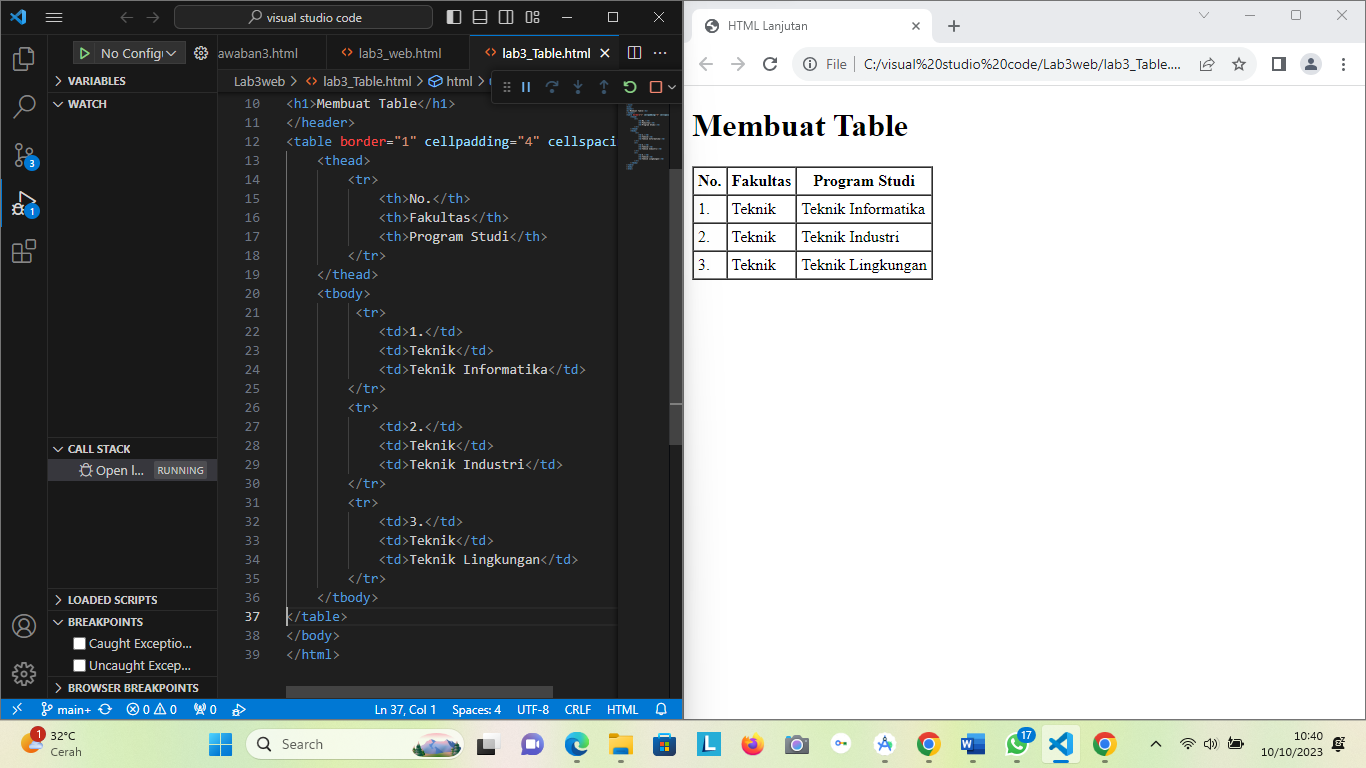 visual studio code
No Config
awaban3.html
lab3_web.html
lab3_Table.html
VARIABLES
WATCH
CALL STACK
Open l...
RUNNING
LOADED SCRIPTS
BREAKPOINTS
Caught Exceptio...
Uncaught Excep...
BROWSER BREAKPOINTS
3
1
Lab3web > lab3_Table.html > html >
10 <h1>Membuat Table</h1>
11 </header>
12 <table border="1" cellpadding="4" cellspaci
13 <thead>
14 <tr>
15 <th>No.</th>
16 <th>Fakultas</th>
17 <th>Program Studi</th>
18 </tr>
19 </thead>
20 <tbody>
21 <tr>
22 <td>1.</td>
23 <td>Teknik</td>
24 <td>Teknik Informatika</td>
25 </tr>
26 <tr>
27 <td>2.</td>
28 <td>Teknik</td>
29 <td>Teknik Industri</td>
30 </tr>
31 <tr>
32 <td>3.</td>
33 <td>Teknik</td>
34 <td>Teknik Lingkungan</td>
35 </tr>
36 </tbody>
37 </table>
38 </body>
39 </html>
main+
0 0
0
Ln 37, Col 1
Spaces: 4
UTF-8
CRLF
HTML
HTML Lanjutan
File | C:/visual%20studio%20code/Lab3web/lab3_Table....
Membuat Table
No. Fakultas Program Studi
1. Teknik Teknik Informatika
2. Teknik Teknik Industri
3. Teknik Teknik Lingkungan
1
32°C
Cerah
Search
17
10:40
10/10/2023